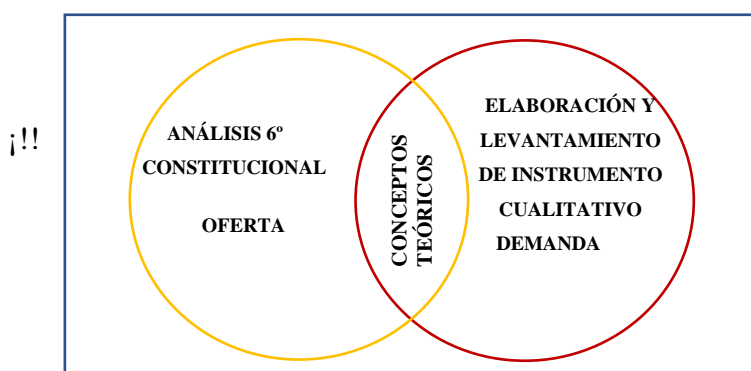 ¡!!
ANÁLISIS 6º
CONSTITUCIONAL
OFERTA
CONCEPTOS
TEÓRICOS
ELABORACIÓN Y
LEVANTAMIENTO
DE INSTRUMENTO
CUALITATIVO
DEMANDA